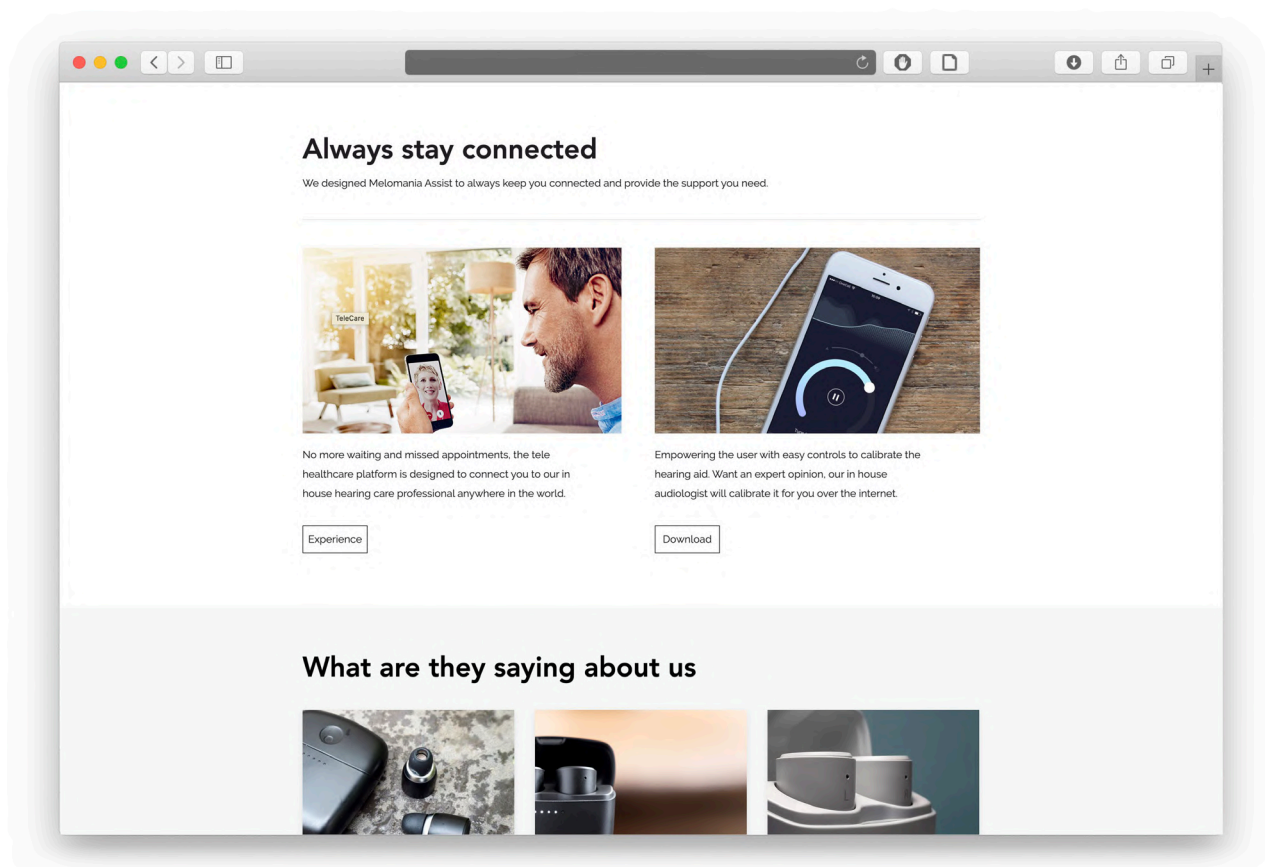 Always stay connected
We designed Melomania Assist to always keep you connected and provide the support you need.
TeleCare
No more waiting and missed appointments, the tele
healthcare platform is designed to connect you to our in
house hearing care professional anywhere in the world.
Empowering the user with easy controls to calibrate the
hearing aid. Want an expert opinion, our in house
audiologist will calibrate it for you over the internet.
Experience
Download
What are they saying about us